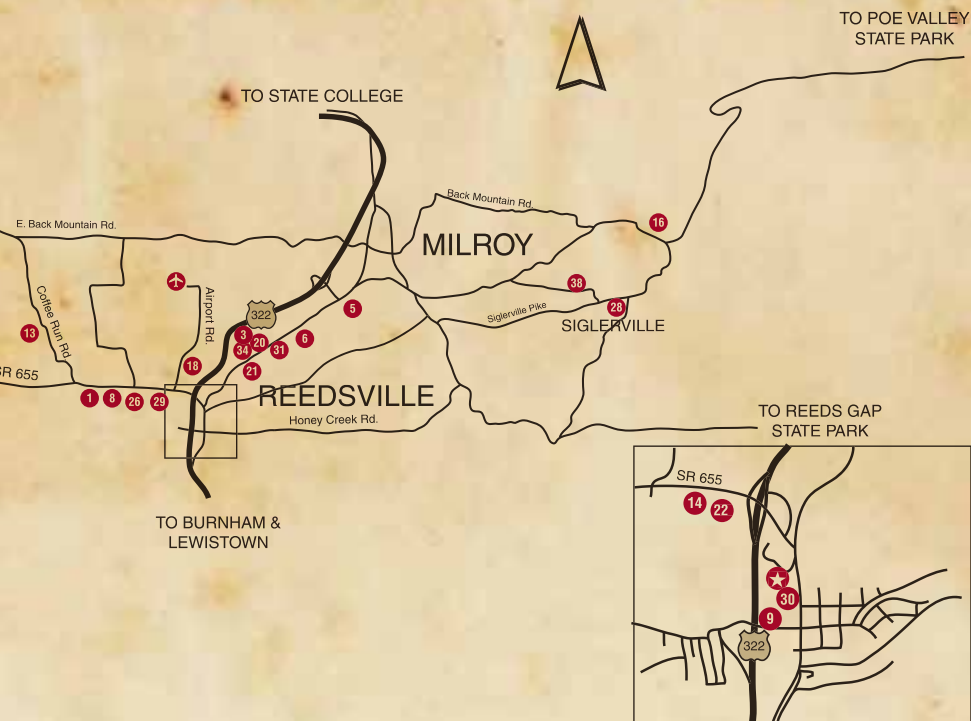 TO POE VALLEY
STATE PARK
TO STATE COLLEGE
Back Mountain Rd.
16
E. Back Mountain Rd.
MILROY
38
Coffee Run Rd
Airport Rd.
322
5
28
Siglerville Pike
SIGLERVILLE
13
3
20
6
34
31
18
21
SR 655
1
8
26
29
REEDSVILLE
Honey Creek Rd.
TO REEDS GAP
STATE PARK
TO BURNHAM &
LEWISTOWN
SR 655
14
22
30
9
322